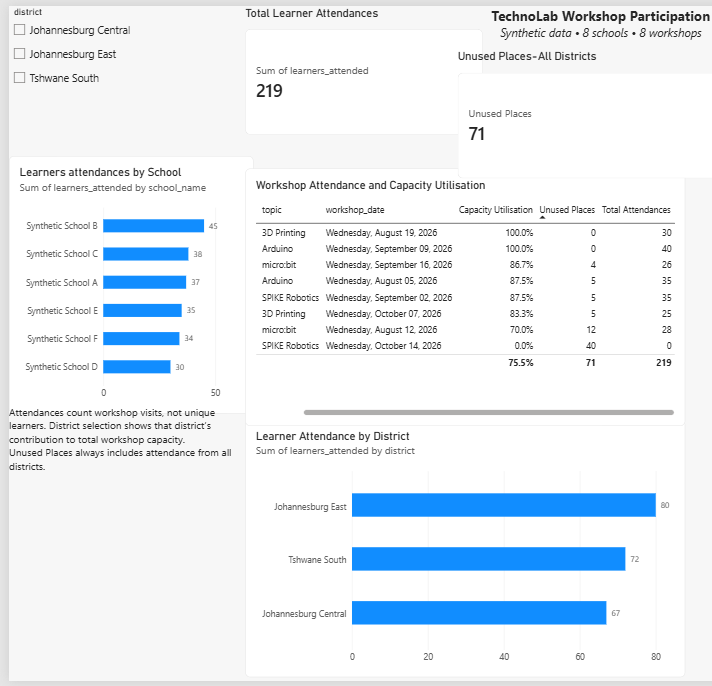 district
Johannesburg Central
Johannesburg East
Tshwane South
Total Learner Attendances
Sum of learners_attended
219
TechnoLab Workshop Participation
Synthetic data • 8 schools • 8 workshops
Unused Places-All Districts
Unused Places
71
Learners attendances by School
Sum of learners_attended by school_name
Synthetic School B 45
Synthetic School C 38
Synthetic School A 37
Synthetic School E 35
Synthetic School F 34
Synthetic School D 30
0 50
Attendances count workshop visits, not unique
learners. District selection shows that district's
contribution to total workshop capacity.
Unused Places always includes attendance from all
districts.
Workshop Attendance and Capacity Utilisation
topic workshop_date Capacity Utilisation Unused Places Total Attendances
3D Printing Wednesday, August 19, 2026 100.0% 0 30
Arduino Wednesday, September 09, 2026 100.0% 0 40
micro:bit Wednesday, September 16, 2026 86.7% 4 26
Arduino Wednesday, August 05, 2026 87.5% 5 35
SPIKE Robotics Wednesday, September 02, 2026 87.5% 5 35
3D Printing Wednesday, October 07, 2026 83.3% 5 25
micro:bit Wednesday, August 12, 2026 70.0% 12 28
SPIKE Robotics Wednesday, October 14, 2026 0.0% 40 0
75.5% 71 219
Learner Attendance by District
Sum of learners_attended by district
Johannesburg East 80
Tshwane South 72
Johannesburg Central 67
0 20 40 60 80